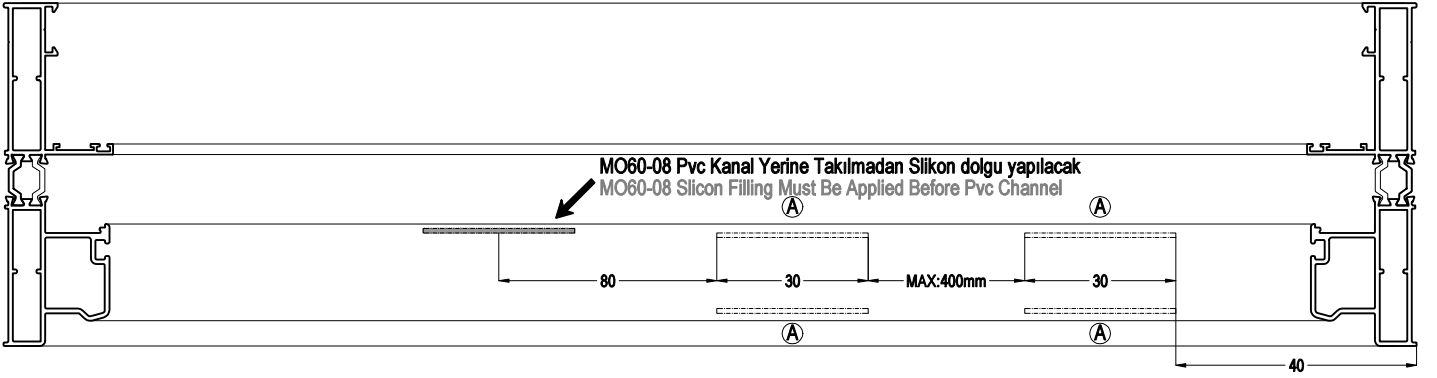 MO60-08 Pvc Kanal Yerine Takılmadan Slikon dolgu yapılacak
MO60-08 Slicon Filling Must Be Applied Before Pvc Channel
A A
80 30 MAX:400mm 30
A A
40